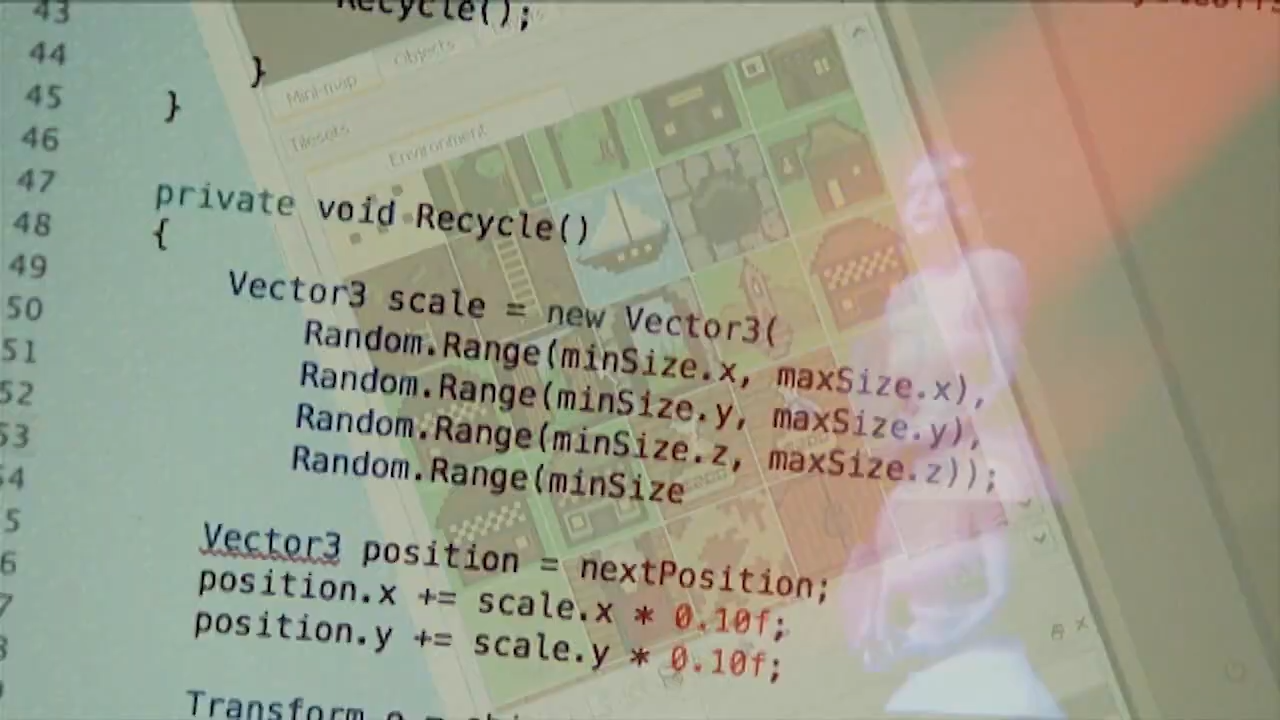 43
Recycle();
44
}
45
}
46
47
private void Recycle()
48
{
49
Vector3 scale = new Vector3(
50
Random.Range(minSize.x, maxSize.x),
51
Random.Range(minSize.y, maxSize.y),
52
Random.Range(minSize.z, maxSize.z));
53
Random.Range(minSize
4
5
Vector3 position = nextPosition;
6
position.x += scale.x * 0.10f;
7
position.y += scale.y * 0.10f;
8
Transform o =
Mini-map
Objects
Tilesets
Environment